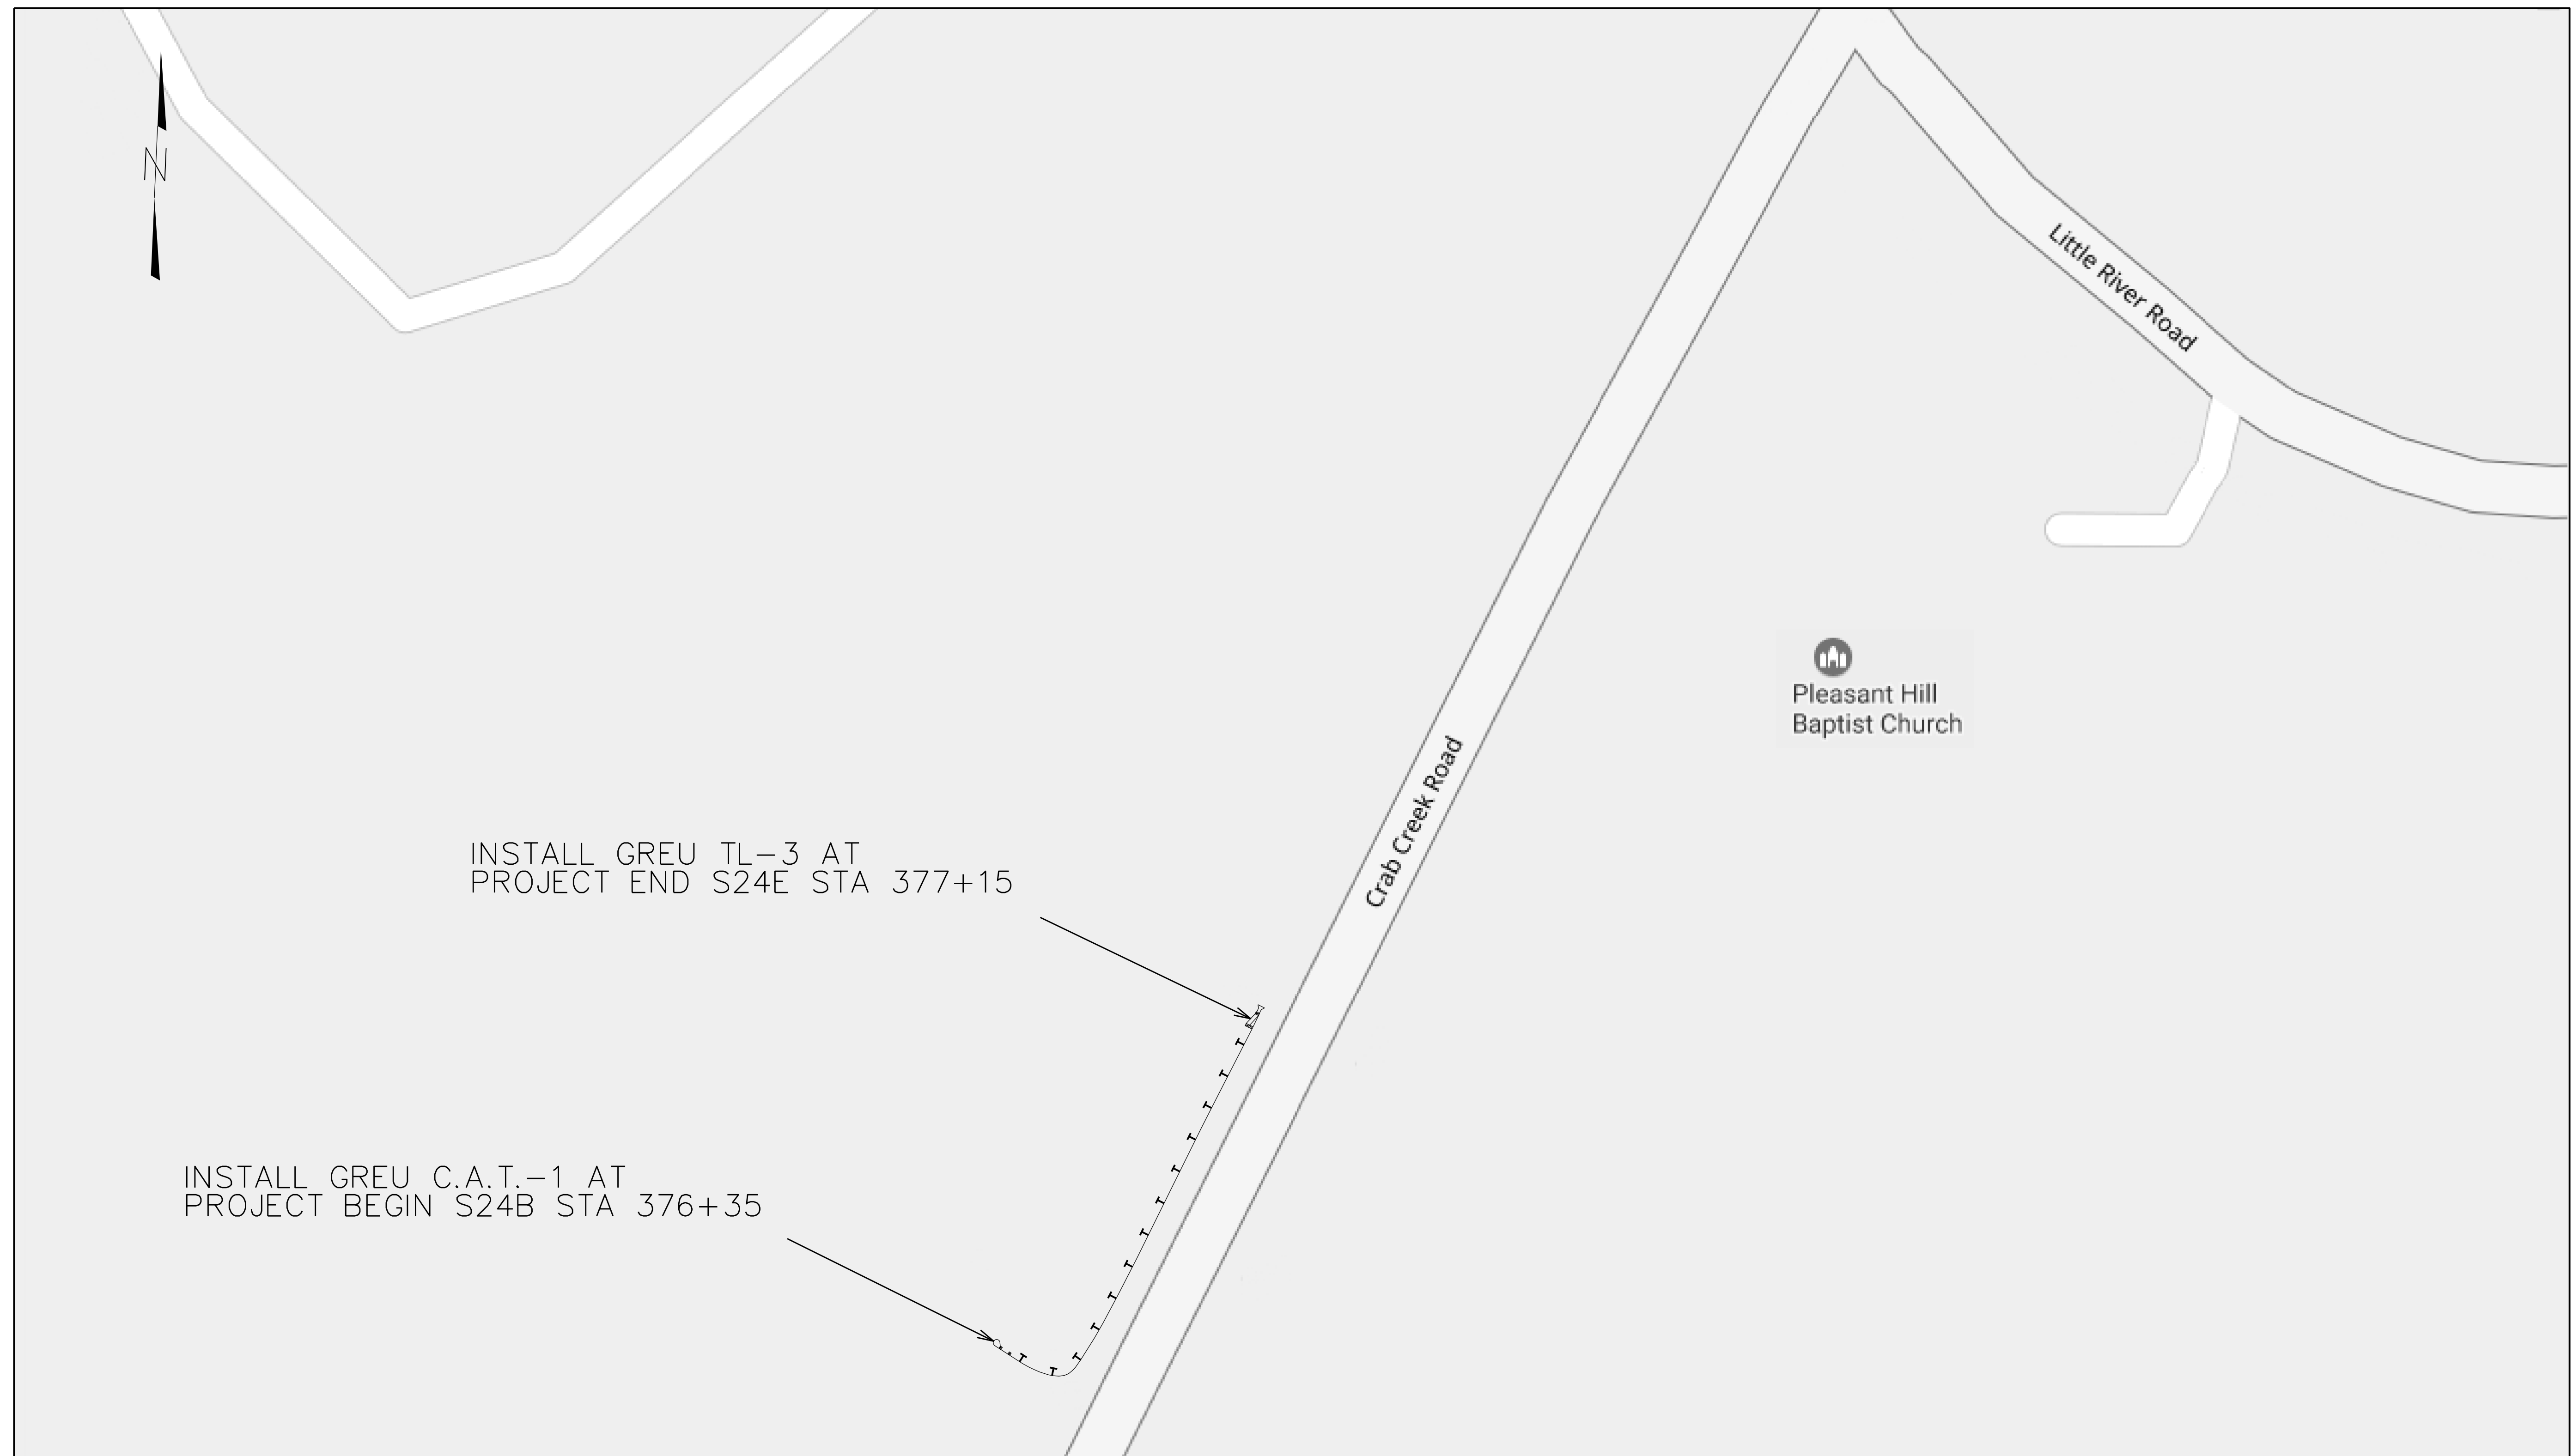 N
Little River Road
Pleasant Hill
Baptist Church
Crab Creek Road
INSTALL GREU TL-3 AT
PROJECT END S24E STA 377+15
INSTALL GREU C.A.T.-1 AT
PROJECT BEGIN S24B STA 376+35